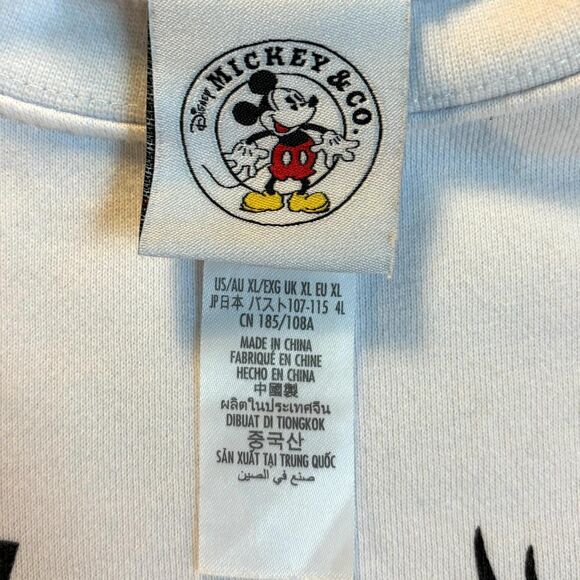 Disney MICKEY & CO.
US/AU XL/EXG UK XL EU XL
JP日本 バスト107-115 4L
CN 185/108A
MADE IN CHINA
FABRIQUÉ EN CHINE
HECHO EN CHINA
中國製
ผลิตในประเทศจีน
DIBUAT DI TIONGKOK
중국산
SẢN XUẤT TẠI TRUNG QUỐC
صنع في الصين